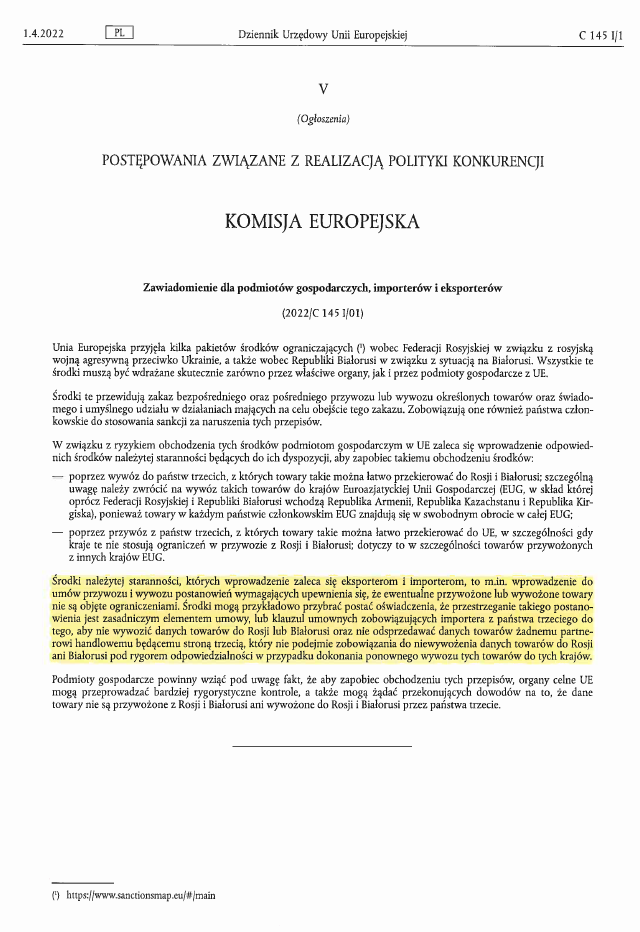 1.4.2022 PL Dziennik Urzędowy Unii Europejskiej C 145 I/1
V
(Ogłoszenia)
POSTĘPOWANIA ZWIĄZANE Z REALIZACJĄ POLITYKI KONKURENCJI
KOMISJA EUROPEJSKA
Zawiadomienie dla podmiotów gospodarczych, importerów i eksporterów
(2022/C 145 I/01)
Unia Europejska przyjęła kilka pakietów środków ograniczających (¹) wobec Federacji Rosyjskiej w związku z rosyjską
wojną agresywną przeciwko Ukrainie, a także wobec Republiki Białorusi w związku z sytuacją na Białorusi. Wszystkie te
środki muszą być wdrażane skutecznie zarówno przez właściwe organy, jak i przez podmioty gospodarcze z UE.
Środki te przewidują zakaz bezpośredniego oraz pośredniego przywozu lub wywozu określonych towarów oraz świado-
mego i umyślnego udziału w działaniach mających na celu obejście tego zakazu. Zobowiązują one również państwa człon-
kowskie do stosowania sankcji za naruszenia tych przepisów.
W związku z ryzykiem obchodzenia tych środków podmiotom gospodarczym w UE zaleca się wprowadzenie odpowied-
nich środków należytej staranności będących do ich dyspozycji, aby zapobiec takiemu obchodzeniu środków:
— poprzez wywóz do państw trzecich, z których towary takie można łatwo przekierować do Rosji i Białorusi; szczególną
uwagę należy zwrócić na wywóz takich towarów do krajów Euroazjatyckiej Unii Gospodarczej (EUG, w skład której
oprócz Federacji Rosyjskiej i Republiki Białorusi wchodzą Republika Armenii, Republika Kazachstanu i Republika Kir-
giska), ponieważ towary w każdym państwie członkowskim EUG znajdują się w swobodnym obrocie w całej EUG;
— poprzez przywóz z państw trzecich, z których towary takie można łatwo przekierować do UE, w szczególności gdy
kraje te nie stosują ograniczeń w przywozie z Rosji i Białorusi; dotyczy to w szczególności towarów przywożonych
z innych krajów EUG.
Środki należytej staranności, których wprowadzenie zaleca się eksporterom i importerom, to m.in. wprowadzenie do
umów przywozu i wywozu postanowień wymagających upewnienia się, że ewentualne przywożone lub wywożone towary
nie są objęte ograniczeniami. Środki mogą przykładowo przybrać postać oświadczenia, że przestrzeganie takiego postano-
wienia jest zasadniczym elementem umowy, lub klauzul umownych zobowiązujących importera z państwa trzeciego do
tego, aby nie wywozić danych towarów do Rosji lub Białorusi oraz nie odsprzedawać danych towarów żadnemu partne-
rowi handlowemu będącemu stroną trzecią, który nie podejmie zobowiązania do niewywożenia danych towarów do Rosji
ani Białorusi pod rygorem odpowiedzialności w przypadku dokonania ponownego wywozu tych towarów do tych krajów.
Podmioty gospodarcze powinny wziąć pod uwagę fakt, że aby zapobiec obchodzeniu tych przepisów, organy celne UE
mogą przeprowadzać bardziej rygorystyczne kontrole, a także mogą żądać przekonujących dowodów na to, że dane
towary nie są przywożone z Rosji i Białorusi ani wywożone do Rosji i Białorusi przez państwa trzecie.
(¹) https://www.sanctionsmap.eu/#/main